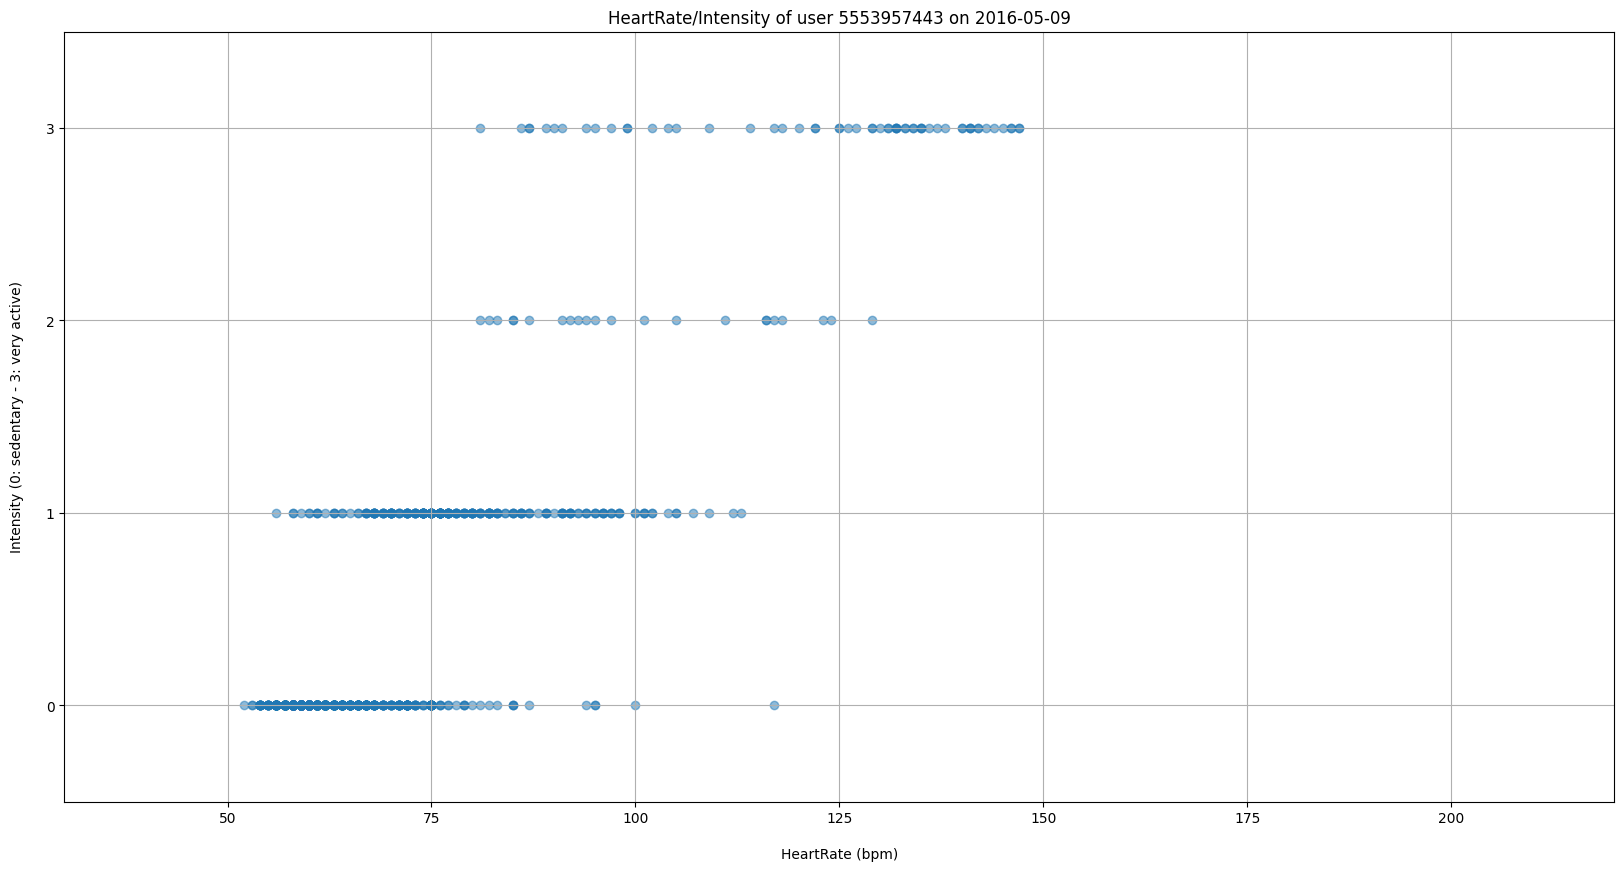 HeartRate/Intensity of user 5553957443 on 2016-05-09
Intensity (0: sedentary - 3: very active)
3
2
1
0
50 75 100 125 150 175 200
HeartRate (bpm)